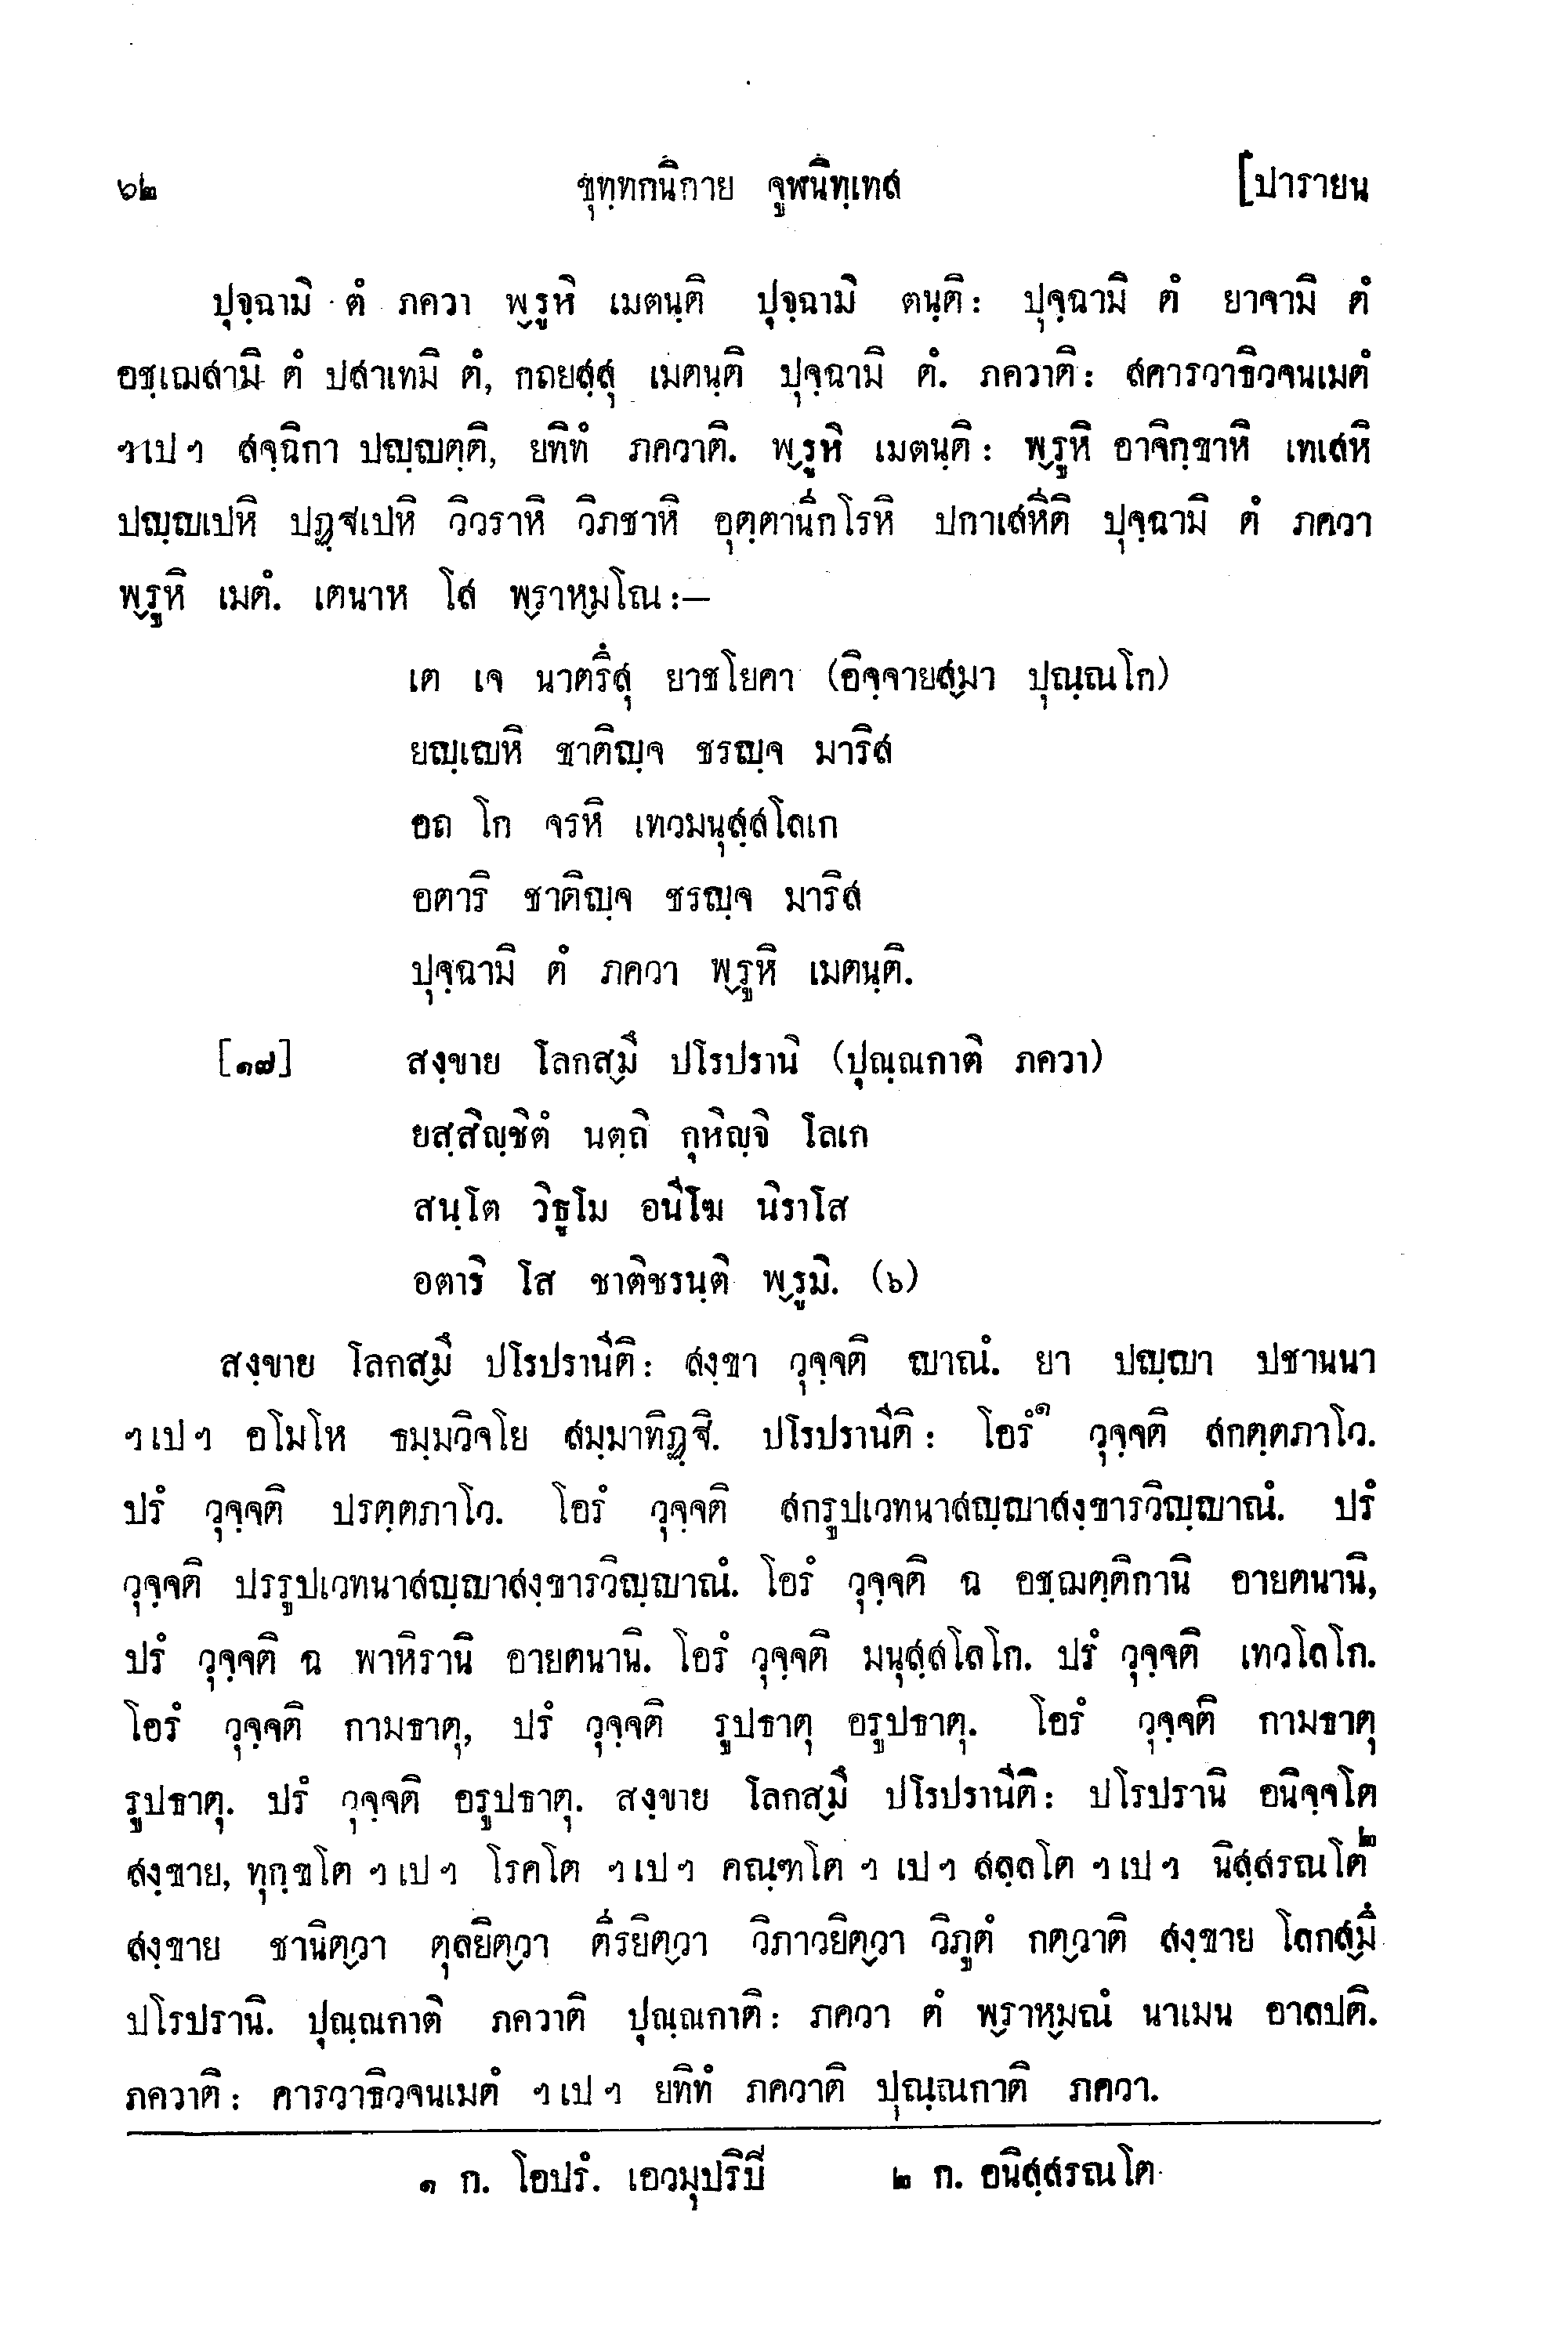 ๖๒ ขุทฺทกนิกาย จูฬนิทฺเทส [ปารายน
ปุจฺฉามิ ตํ ภควา พฺรูหิ เมตนฺติ ปุจฺฉามิ ตนฺติ: ปุจฺฉามิ ตํ ยาจามิ ตํ
อชฺเฌสามิ ตํ ปสาเทมิ ตํ, กถยสฺสุ เมตนฺติ ปุจฺฉามิ ตํ. ภควาติ: สคารวาธิวจนเมตํ
ฯเปฯ สจฺฉิกา ปญฺญตฺติ, ยทิทํ ภควาติ. พฺรูหิ เมตนฺติ: พฺรูหิ อาจิกฺขาหิ เทเสหิ
ปญฺญเปหิ ปฏฺฐเปหิ วิวราหิ วิภชาหิ อุตฺตานีกโรหิ ปกาเสหีติ ปุจฺฉามิ ตํ ภควา
พฺรูหิ เมตํ. เตนาห โส พฺราหฺมโณ:—
เต เจ นาตรึสุ ยาชโยคา (อิจฺจายสฺมา ปุณฺณโก)
ยญฺเญหิ ชาติญฺจ ชรญฺจ มาริส
อถ โก จรหิ เทวมนุสฺสโลเก
อตาริ ชาติญฺจ ชรญฺจ มาริส
ปุจฺฉามิ ตํ ภควา พฺรูหิ เมตนฺติ.
[๑๗] สงฺขาย โลกสฺมึ ปโรปรานิ (ปุณฺณกาติ ภควา)
ยสฺสิญฺชิตํ นตฺถิ กุหิญฺจิ โลเก
สนฺโต วิธูโม อนีโฆ นิราโส
อตาริ โส ชาติชรนฺติ พฺรูมิ. (๖)
สงฺขาย โลกสฺมึ ปโรปรานีติ: สงฺขา วุจฺจติ ญาณํ. ยา ปญฺญา ปชานนา
ฯเปฯ อโมโห ธมฺมวิจโย สมฺมาทิฏฺฐิ. ปโรปรานีติ: โอรํ๑ วุจฺจติ สกตฺตภาโว.
ปรํ วุจฺจติ ปรตฺตภาโว. โอรํ วุจฺจติ สกรูปเวทนาสญฺญาสงฺขารวิญฺญาณํ. ปรํ
วุจฺจติ ปรรูปเวทนาสญฺญาสงฺขารวิญฺญาณํ. โอรํ วุจฺจติ ฉ อชฺฌตฺติกานิ อายตนานิ,
ปรํ วุจฺจติ ฉ พาหิรานิ อายตนานิ. โอรํ วุจฺจติ มนุสฺสโลโก. ปรํ วุจฺจติ เทวโลโก.
โอรํ วุจฺจติ กามธาตุ, ปรํ วุจฺจติ รูปธาตุ อรูปธาตุ. โอรํ วุจฺจติ กามธาตุ
รูปธาตุ. ปรํ วุจฺจติ อรูปธาตุ. สงฺขาย โลกสฺมึ ปโรปรานีติ: ปโรปรานิ อนิจฺจโต
สงฺขาย, ทุกฺขโต ฯเปฯ โรคโต ฯเปฯ คณฺฑโต ฯเปฯ สลฺลโต ฯเปฯ นิสฺสรณโต๒
สงฺขาย ชานิตฺวา ตุลยิตฺวา ตีรยิตฺวา วิภาวยิตฺวา วิภูตํ กตฺวาติ สงฺขาย โลกสฺมึ
ปโรปรานิ. ปุณฺณกาติ ภควาติ ปุณฺณกาติ: ภควา ตํ พฺราหฺมณํ นาเมน อาลปติ.
ภควาติ: คารวาธิวจนเมตํ ฯเปฯ ยทิทํ ภควาติ ปุณฺณกาติ ภควา.
๑ ก. โอปรํ. เอวมุปริปิ ๒ ก. อนิสฺสรณโต